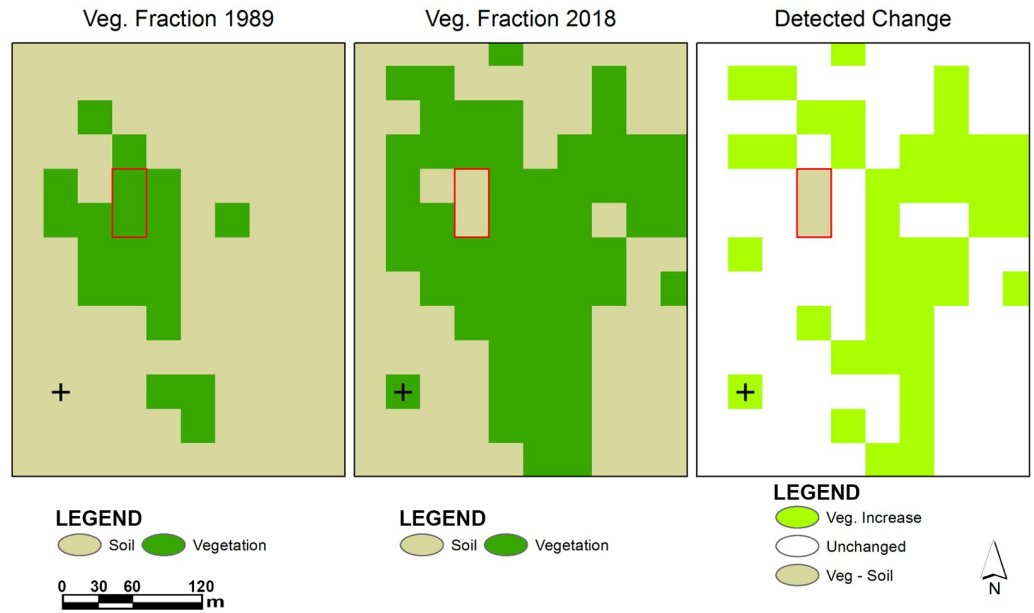 Veg. Fraction 1989
Veg. Fraction 2018
Detected Change
LEGEND
Soil
Vegetation
0 30 60 120
m
LEGEND
Soil
Vegetation
LEGEND
Veg. Increase
Unchanged
Veg - Soil
N